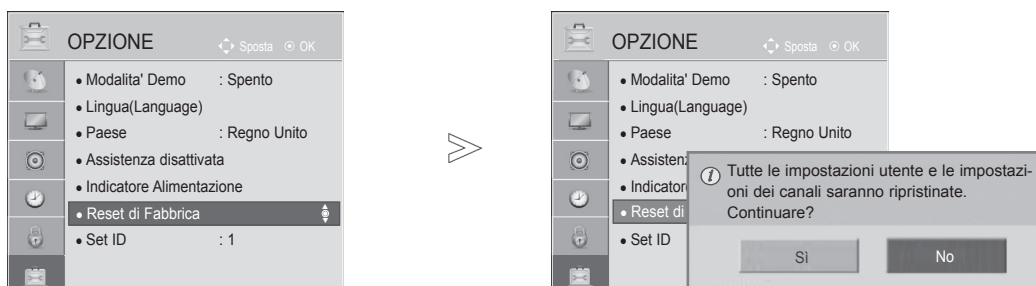 OPZIONE Sposta OK
• Modalita' Demo : Spento
• Lingua(Language)
• Paese : Regno Unito
• Assistenza disattivata
• Indicatore Alimentazione
• Reset di Fabbrica
• Set ID : 1
OPZIONE Sposta OK
• Modalita' Demo : Spento
• Lingua(Language)
• Paese : Regno Unito
• Assisten
• Indicator
• Reset di
• Set ID
Tutte le impostazioni utente e le impostazi-
oni dei canali saranno ripristinate.
Continuare?
Sì No